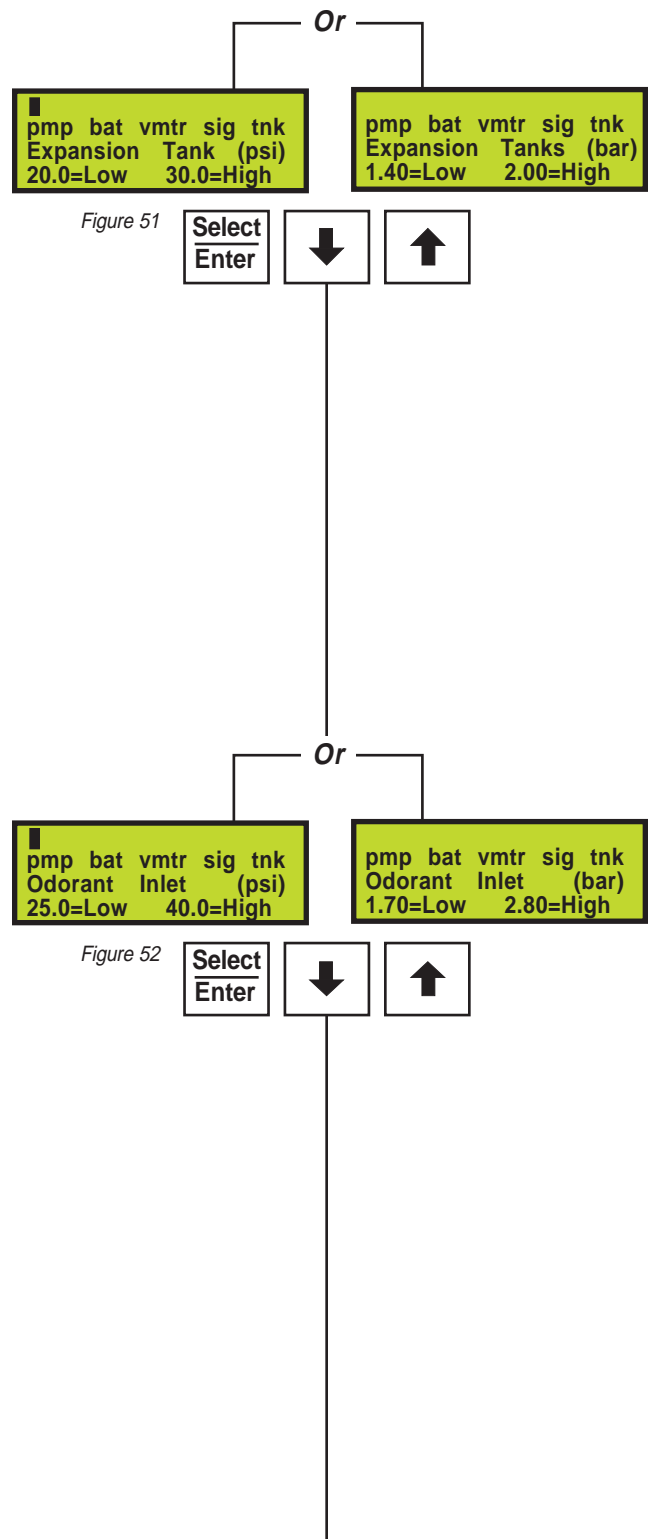 Or
pmp bat vmtr sig tnk
Expansion Tank (psi)
20.0=Low 30.0=High
pmp bat vmtr sig tnk
Expansion Tanks (bar)
1.40=Low 2.00=High
Figure 51
Select
Enter
Or
pmp bat vmtr sig tnk
Odorant Inlet (psi)
25.0=Low 40.0=High
pmp bat vmtr sig tnk
Odorant Inlet (bar)
1.70=Low 2.80=High
Figure 52
Select
Enter